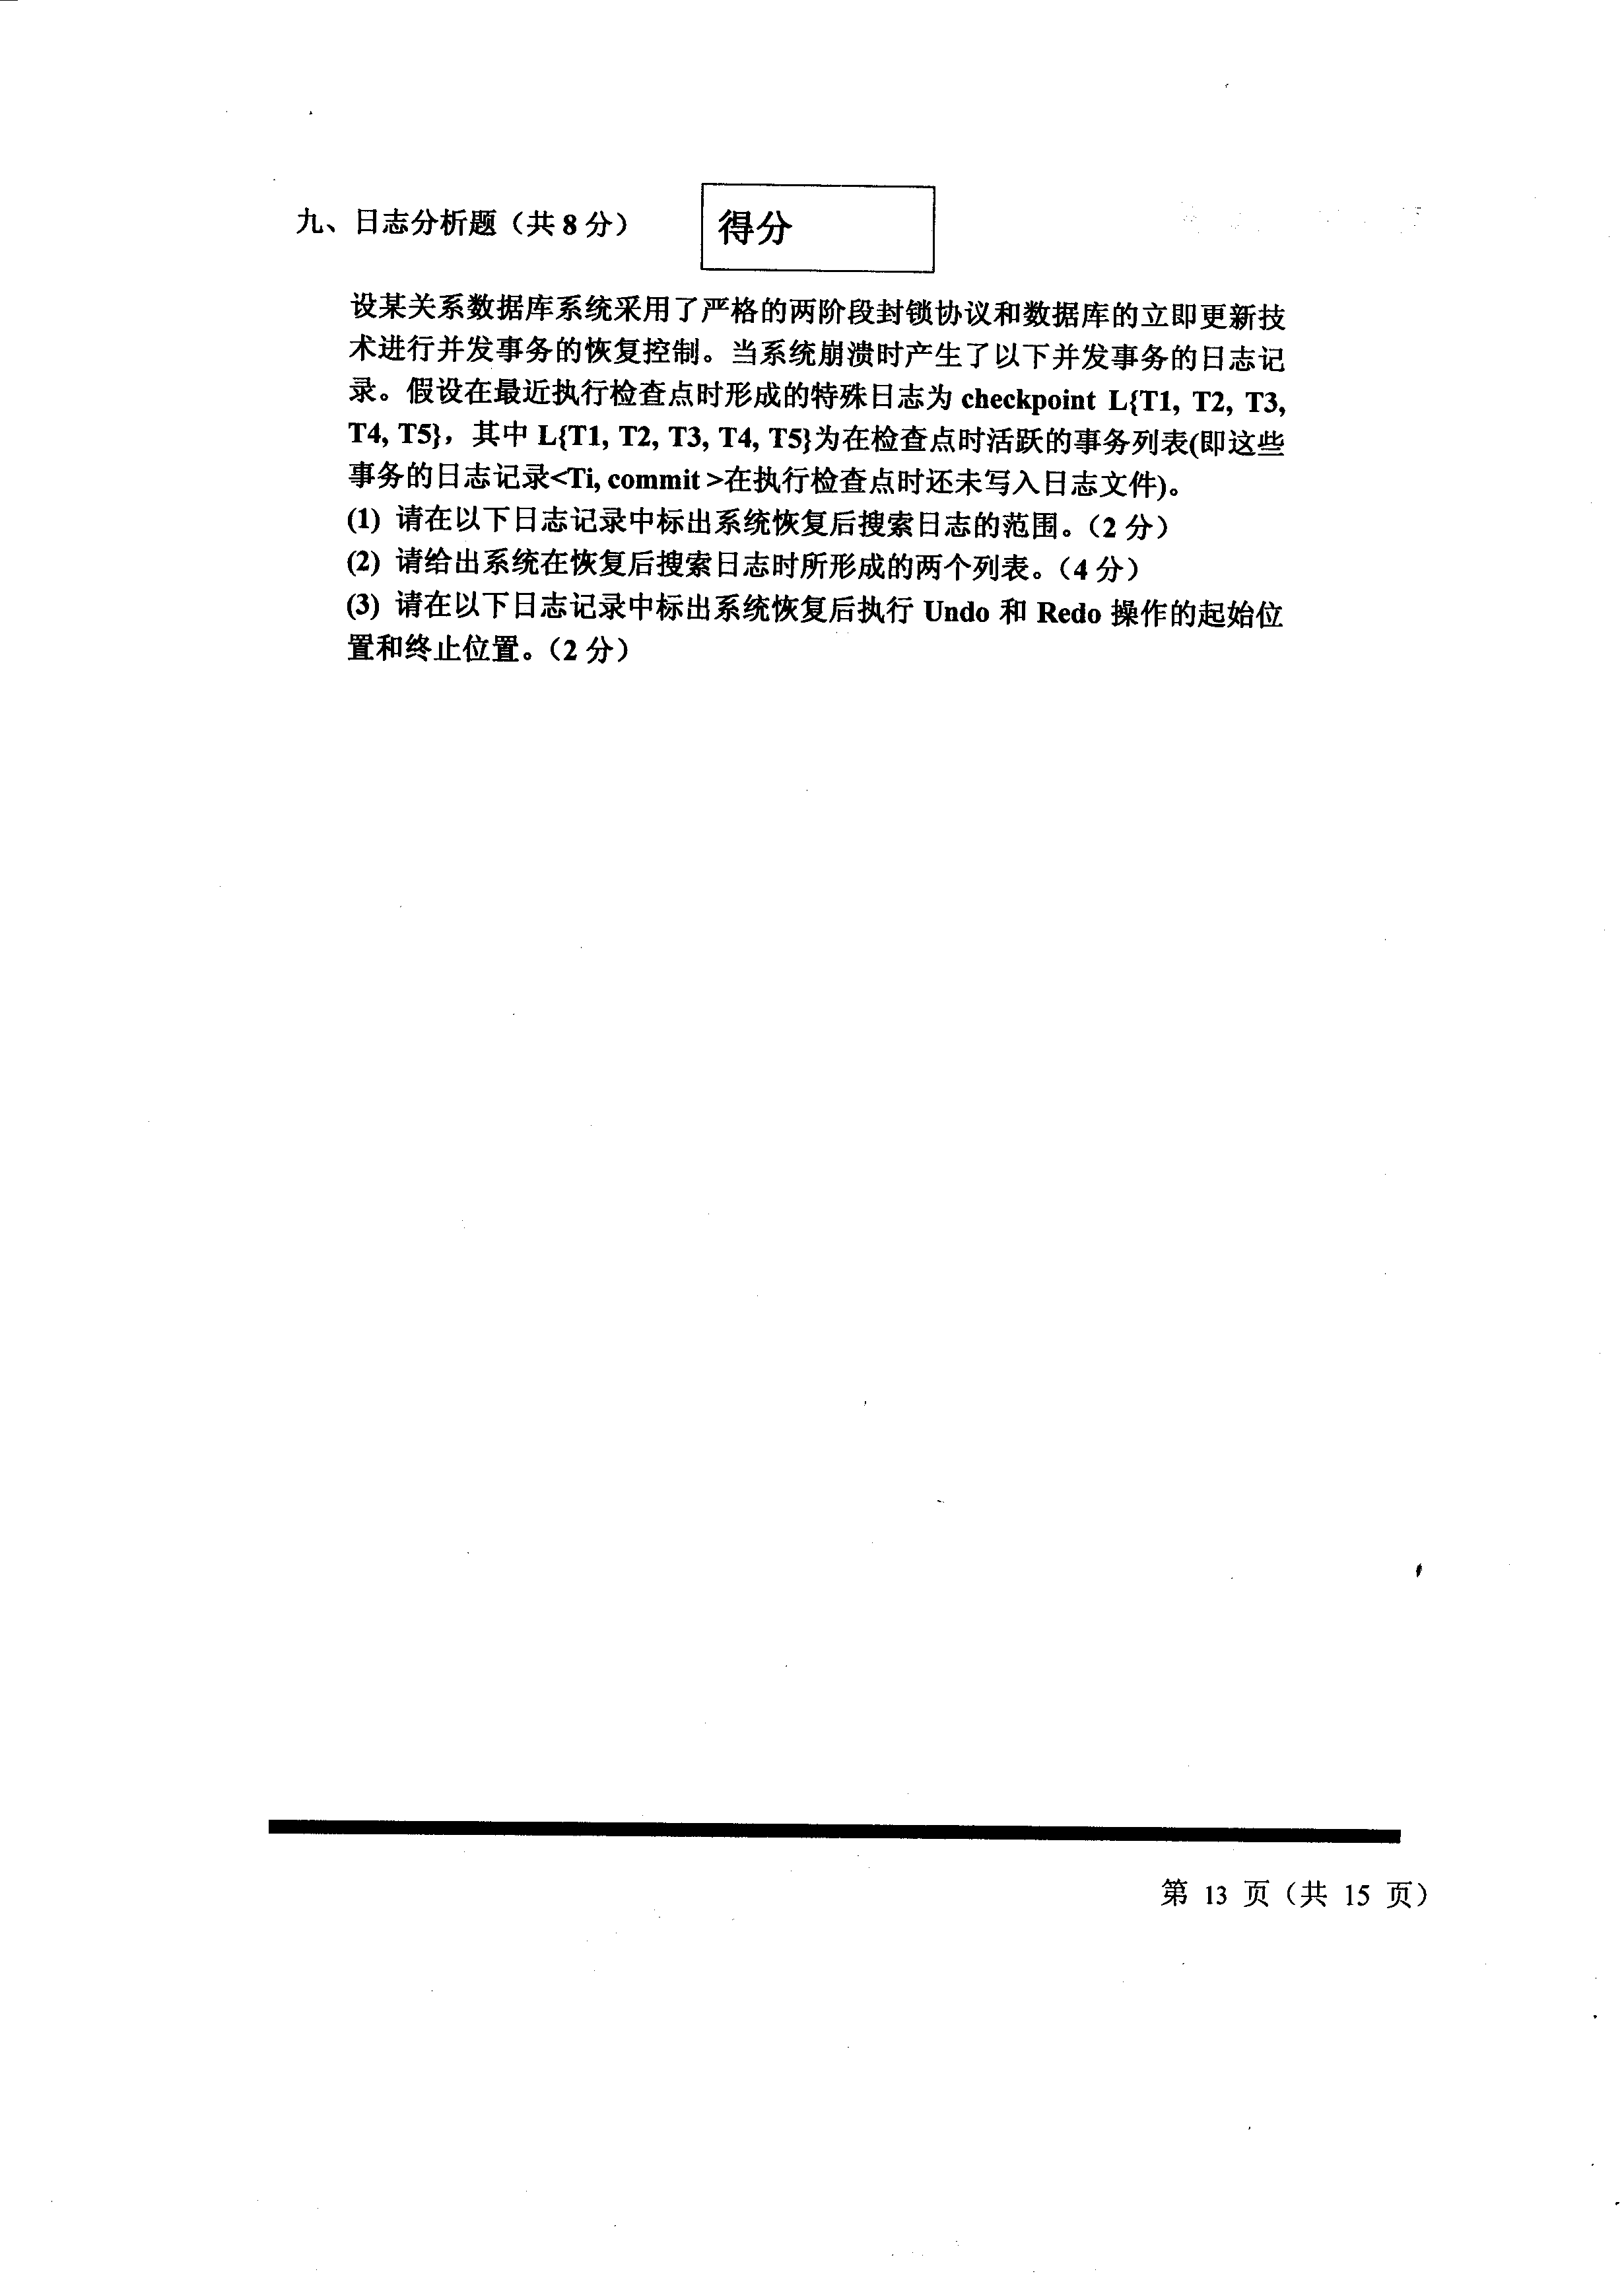 九、日志分析题（共 8 分）
得分
设某关系数据库系统采用了严格的两阶段封锁协议和数据库的立即更新技
术进行并发事务的恢复控制。当系统崩溃时产生了以下并发事务的日志记
录。假设在最近执行检查点时形成的特殊日志为 checkpoint L{T1, T2, T3,
T4, T5}，其中 L{T1, T2, T3, T4, T5}为在检查点时活跃的事务列表(即这些
事务的日志记录<Ti, commit >在执行检查点时还未写入日志文件)。
(1) 请在以下日志记录中标出系统恢复后搜索日志的范围。（2 分）
(2) 请给出系统在恢复后搜索日志时所形成的两个列表。（4 分）
(3) 请在以下日志记录中标出系统恢复后执行 Undo 和 Redo 操作的起始位
置和终止位置。（2 分）
第 13 页（共 15 页）